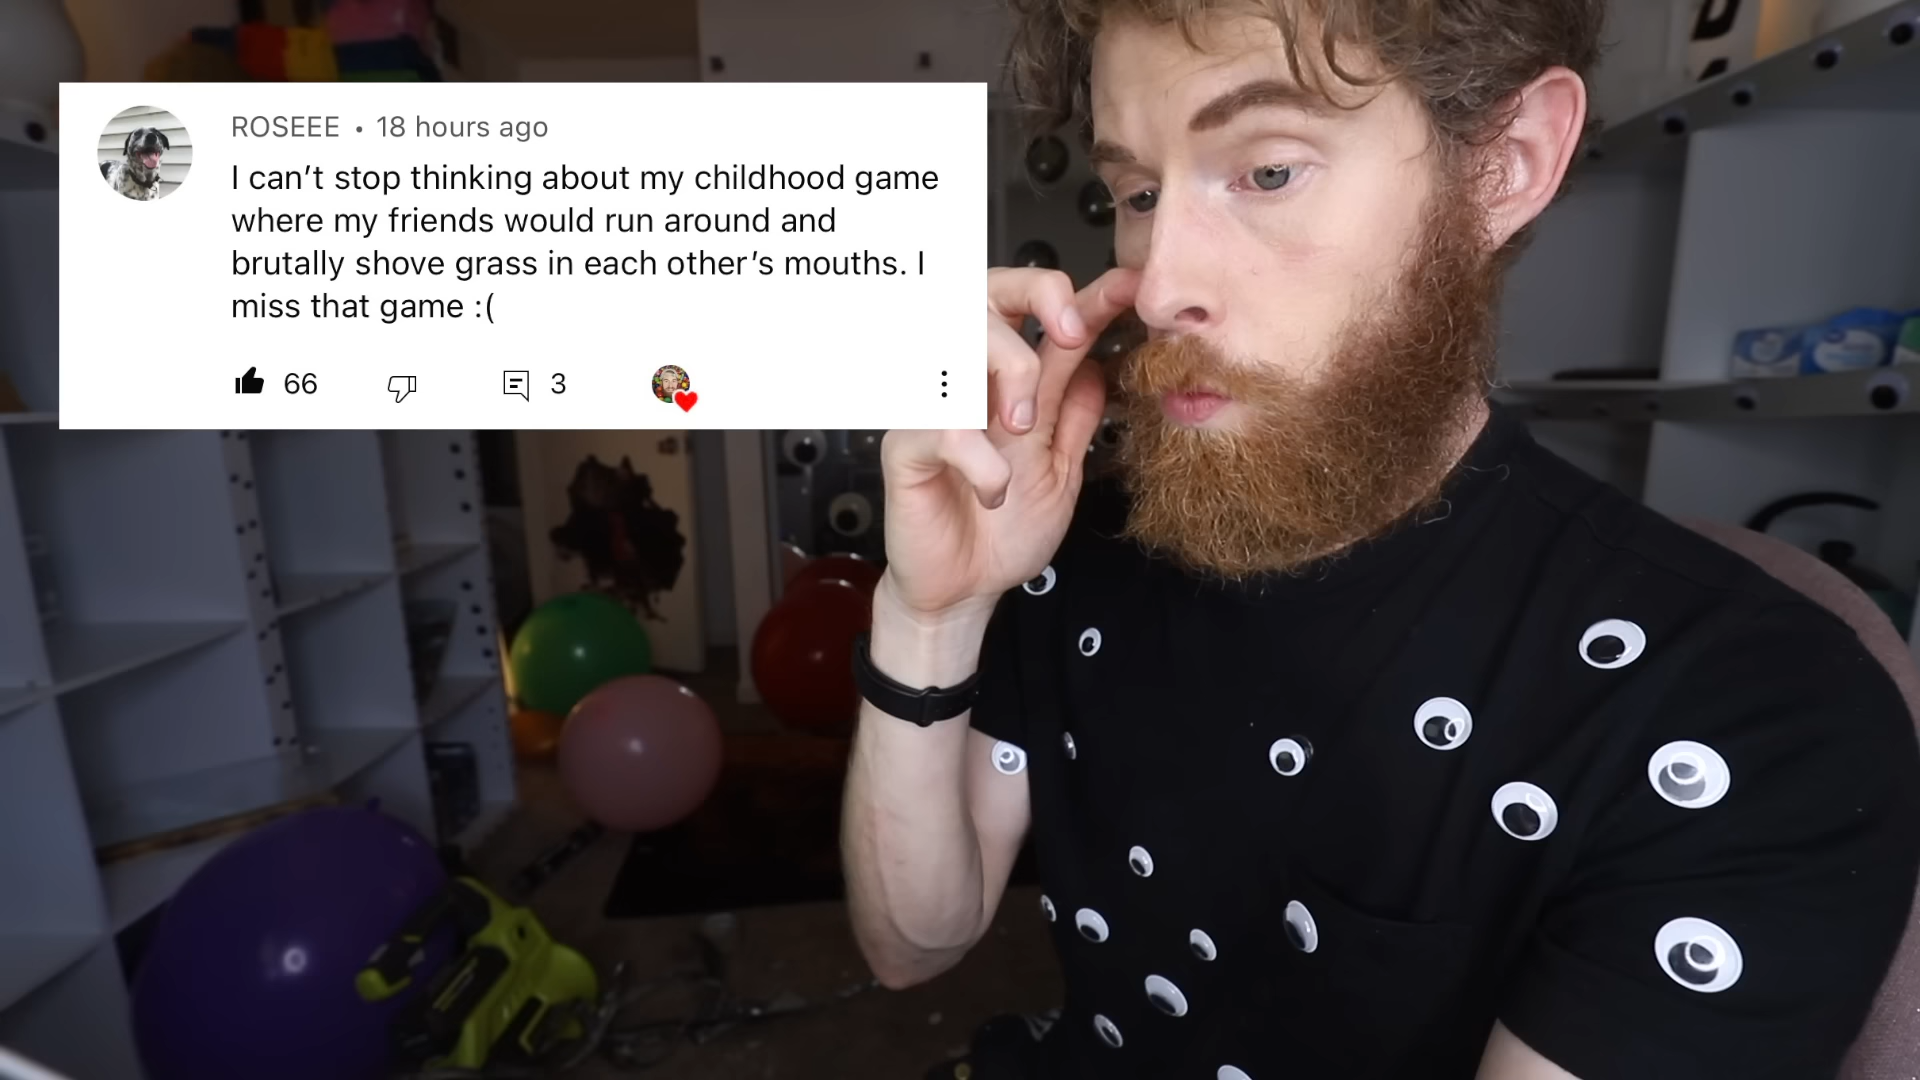 ROSEEE • 18 hours ago
I can’t stop thinking about my childhood game
where my friends would run around and
brutally shove grass in each other’s mouths. I
miss that game :(
66
3